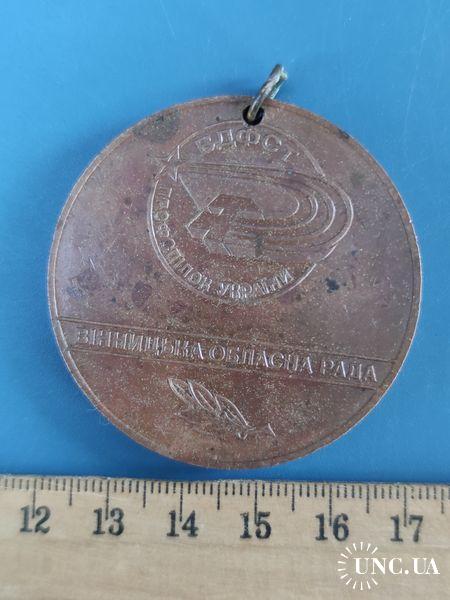 ВДФСТ
ПРОФСПІЛОК УКРАЇНИ
ВІННИЦЬКА ОБЛАСНА РАДА
12 13 14 15 16 17
UNC.UA